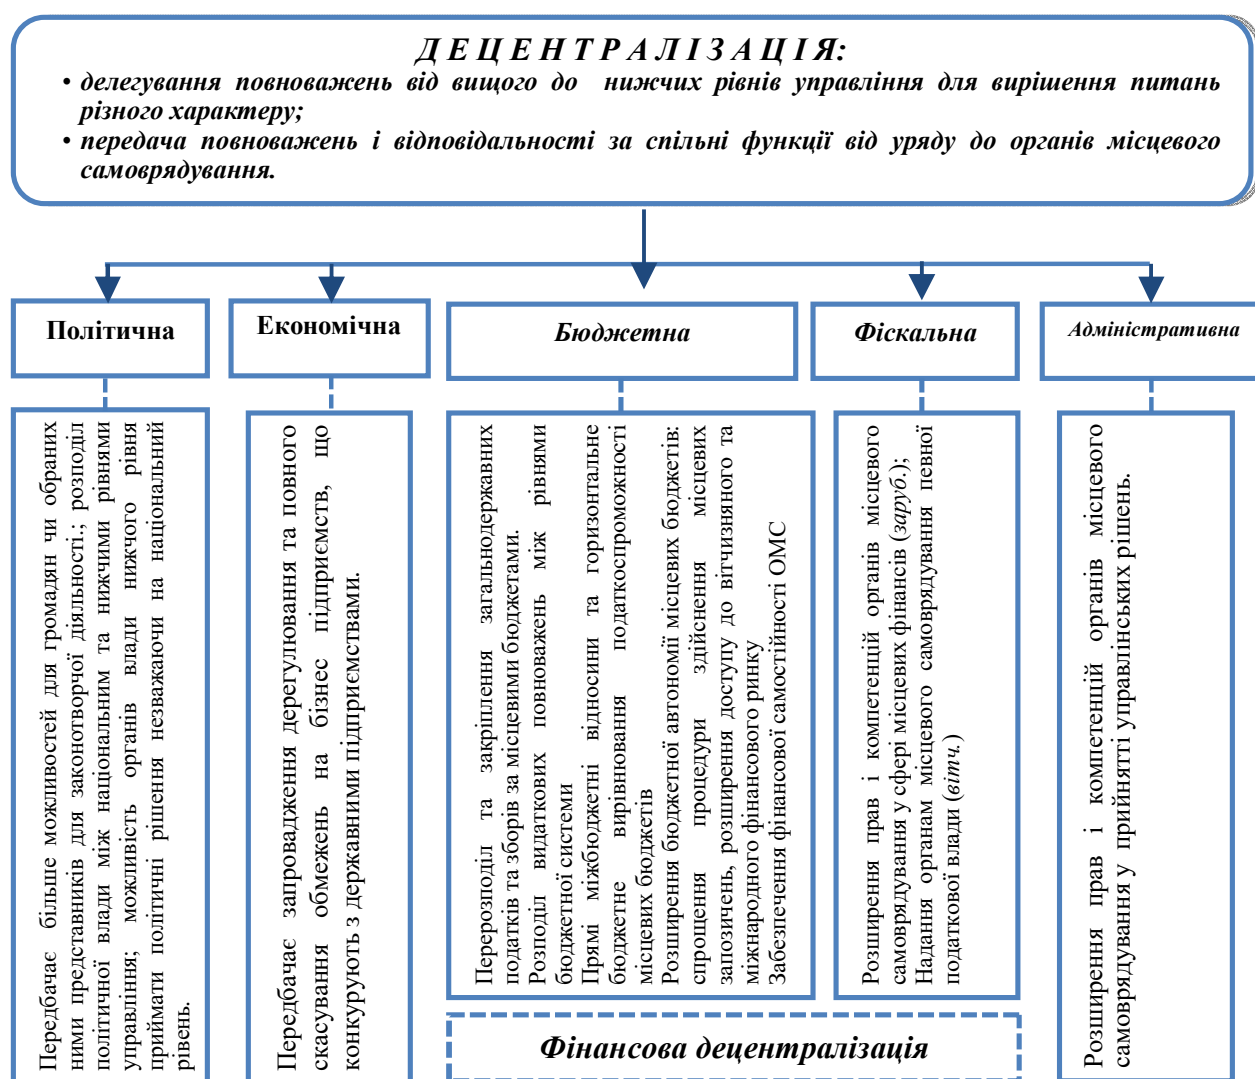 Д Е Ц Е Н Т Р А Л І З А Ц І Я:
• делегування повноважень від вищого до нижчих рівнів управління для вирішення питань
різного характеру;
• передача повноважень і відповідальності за спільні функції від уряду до органів місцевого
самоврядування.
Політична
Економічна
Бюджетна
Фіскальна
Адміністративна
Передбачає більше можливостей для громадян чи обраних
ними представників для законотворчої діяльності.; розподіл
політичної влади між національним та нижчими рівнями
управління; можливість органів влади нижчого рівня
приймати політичні рішення незважаючи на національний
рівень.
Передбачає запровадження дерегулювання та повного
скасування обмежень на бізнес підприємств, що
конкурують з державними підприємствами.
Перерозподіл та закріплення загальнодержавних
податків та зборів за місцевими бюджетами.
Розподіл видаткових повноважень між рівнями
бюджетної системи
Прямі міжбюджетні відносини та горизонтальне
бюджетне вирівнювання податкоспроможності
місцевих бюджетів
Розширення бюджетної автономії місцевих бюджетів:
спрощення процедури здійснення місцевих
запозичень, розширення доступу до вітчизняного та
міжнародного фінансового ринку
Забезпечення фінансової самостійності ОМС
Розширення прав і компетенцій органів місцевого
самоврядування у сфері місцевих фінансів (заруб.);
Надання органам місцевого самоврядування певної
податкової влади (вітч.)
Розширення прав і компетенцій органів місцевого
самоврядування у прийнятті управлінських рішень.
Фінансова децентралізація